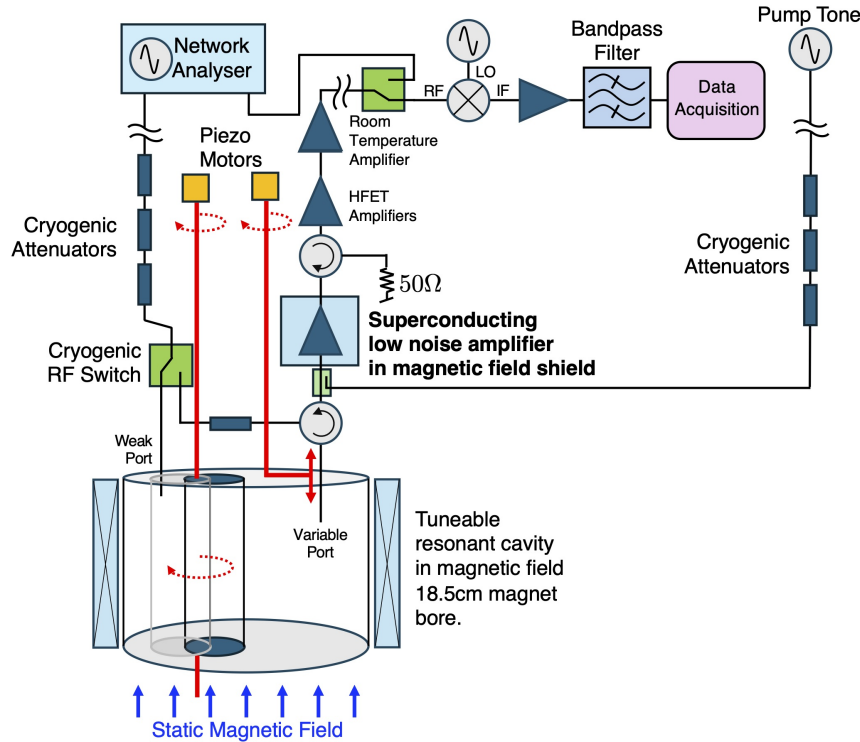 Pump Tone
Network
Analyser
Bandpass
Filter
LO
RF
IF
Data
Acquisition
Piezo
Motors
Room
Temperature
Amplifier
HFET
Amplifiers
Cryogenic
Attenuators
Cryogenic
Attenuators
50Ω
Superconducting
low noise amplifier
in magnetic field shield
Cryogenic
RF Switch
Weak
Port
Variable
Port
Tuneable
resonant cavity
in magnetic field
18.5cm magnet
bore.
Static Magnetic Field